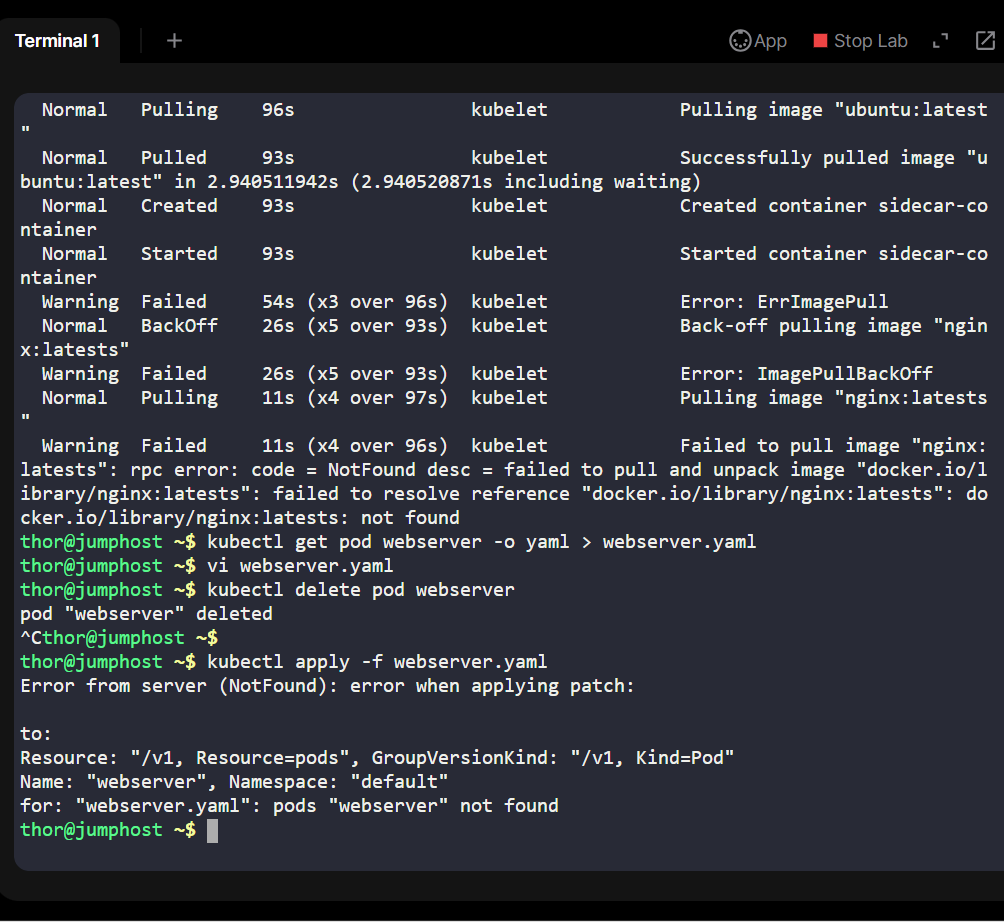 Terminal 1
+
App
Stop Lab
Normal Pulling 96s kubelet Pulling image "ubuntu:latest
"
Normal Pulled 93s kubelet Successfully pulled image "u
buntu:latest" in 2.940511942s (2.940520871s including waiting)
Normal Created 93s kubelet Created container sidecar-co
ntainer
Normal Started 93s kubelet Started container sidecar-co
ntainer
Warning Failed 54s (x3 over 96s) kubelet Error: ErrImagePull
Normal BackOff 26s (x5 over 93s) kubelet Back-off pulling image "ngin
x:latests"
Warning Failed 26s (x5 over 93s) kubelet Error: ImagePullBackOff
Normal Pulling 11s (x4 over 97s) kubelet Pulling image "nginx:latests
"
Warning Failed 11s (x4 over 96s) kubelet Failed to pull image "nginx:
latests": rpc error: code = NotFound desc = failed to pull and unpack image "docker.io/l
ibrary/nginx:latests": failed to resolve reference "docker.io/library/nginx:latests": do
cker.io/library/nginx:latests: not found
thor@jumphost ~$ kubectl get pod webserver -o yaml > webserver.yaml
thor@jumphost ~$ vi webserver.yaml
thor@jumphost ~$ kubectl delete pod webserver
pod "webserver" deleted
^Cthor@jumphost ~$
thor@jumphost ~$ kubectl apply -f webserver.yaml
Error from server (NotFound): error when applying patch:

to:
Resource: "/v1, Resource=pods", GroupVersionKind: "/v1, Kind=Pod"
Name: "webserver", Namespace: "default"
for: "webserver.yaml": pods "webserver" not found
thor@jumphost ~$